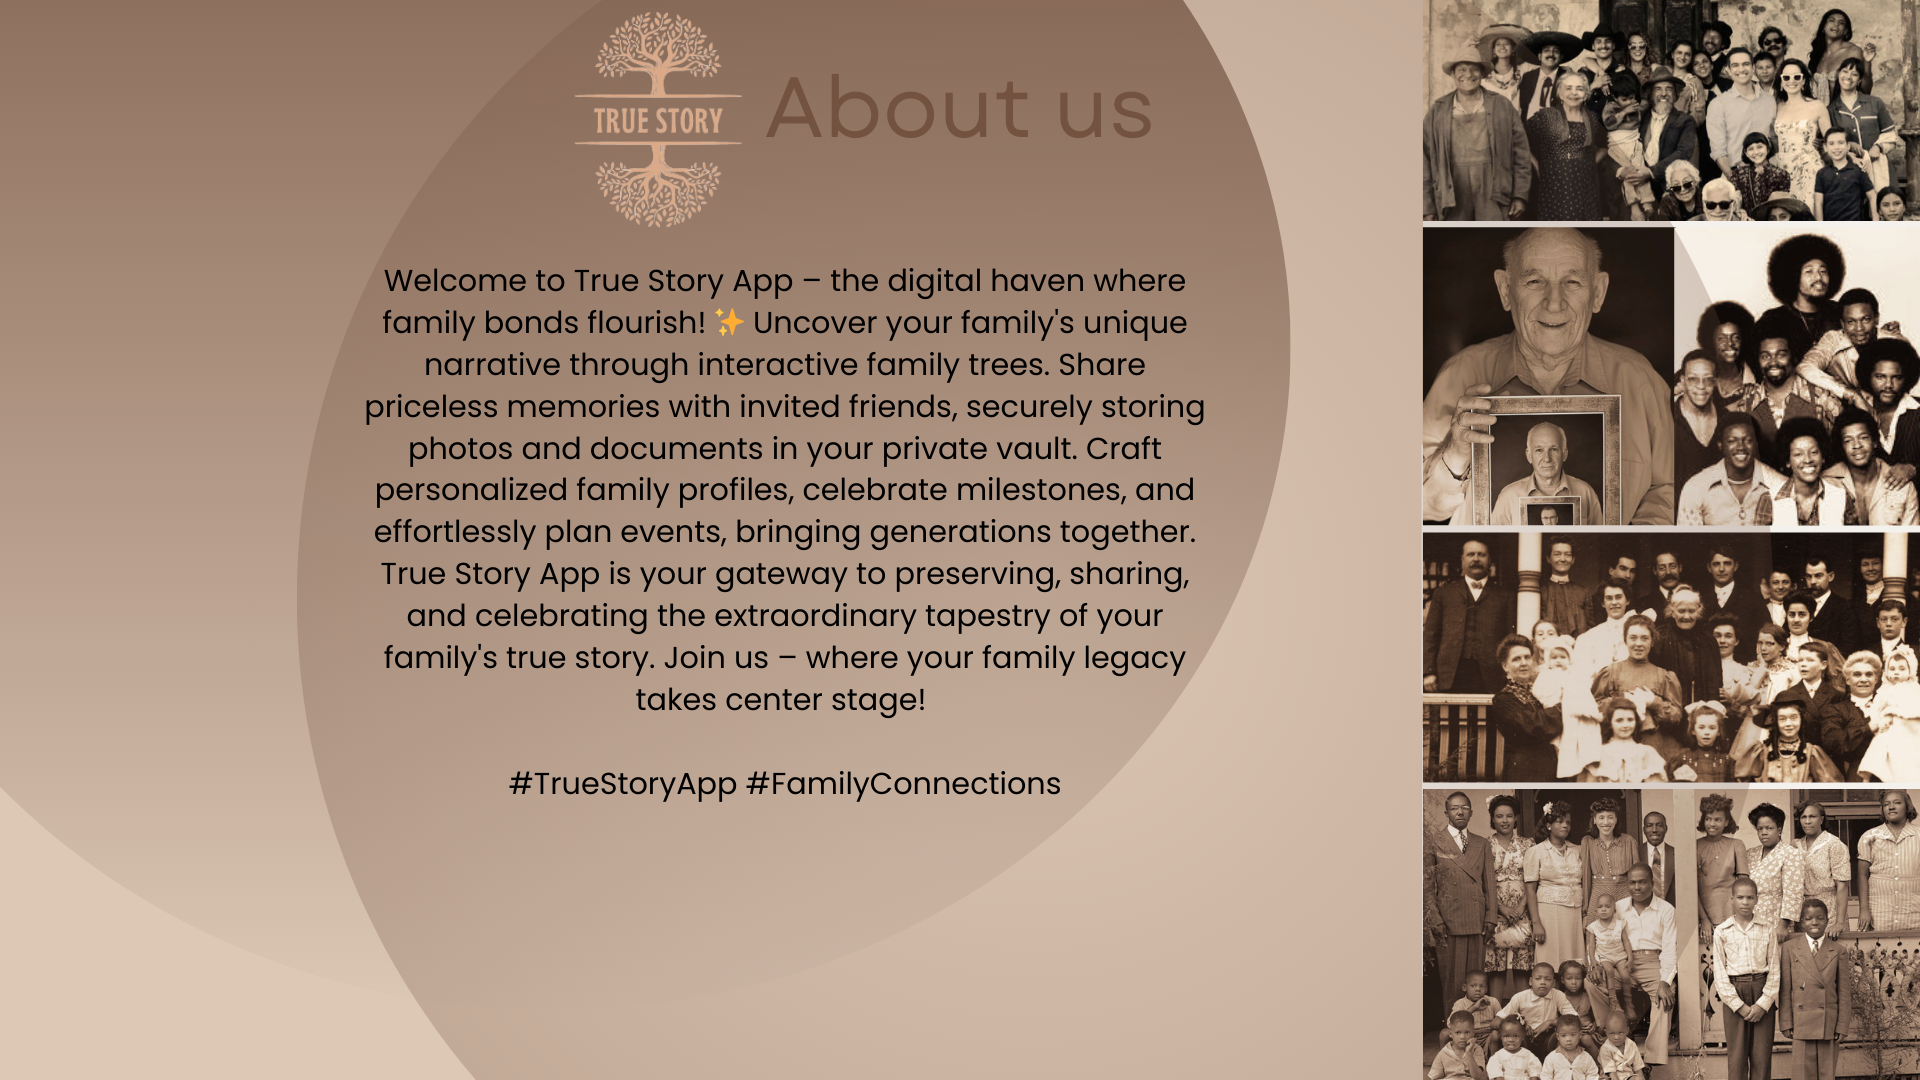 TRUE STORY
About us
Welcome to True Story App – the digital haven where
family bonds flourish! ✨ Uncover your family's unique
narrative through interactive family trees. Share
priceless memories with invited friends, securely storing
photos and documents in your private vault. Craft
personalized family profiles, celebrate milestones, and
effortlessly plan events, bringing generations together.
True Story App is your gateway to preserving, sharing,
and celebrating the extraordinary tapestry of your
family's true story. Join us – where your family legacy
takes center stage!
#TrueStoryApp #FamilyConnections